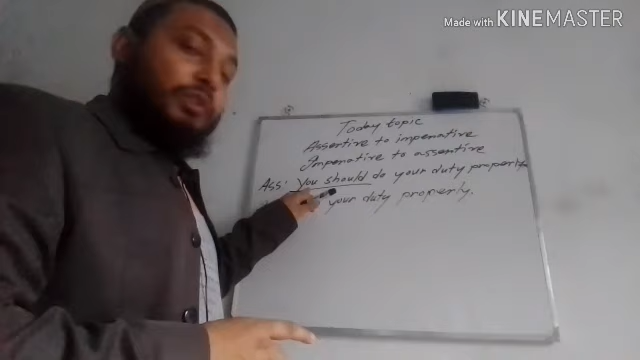 Made with KINEMASTER
Today topic
Assertive to imperative
Imperative to assertive
Ass: You should do your duty properly.
your duty properly.